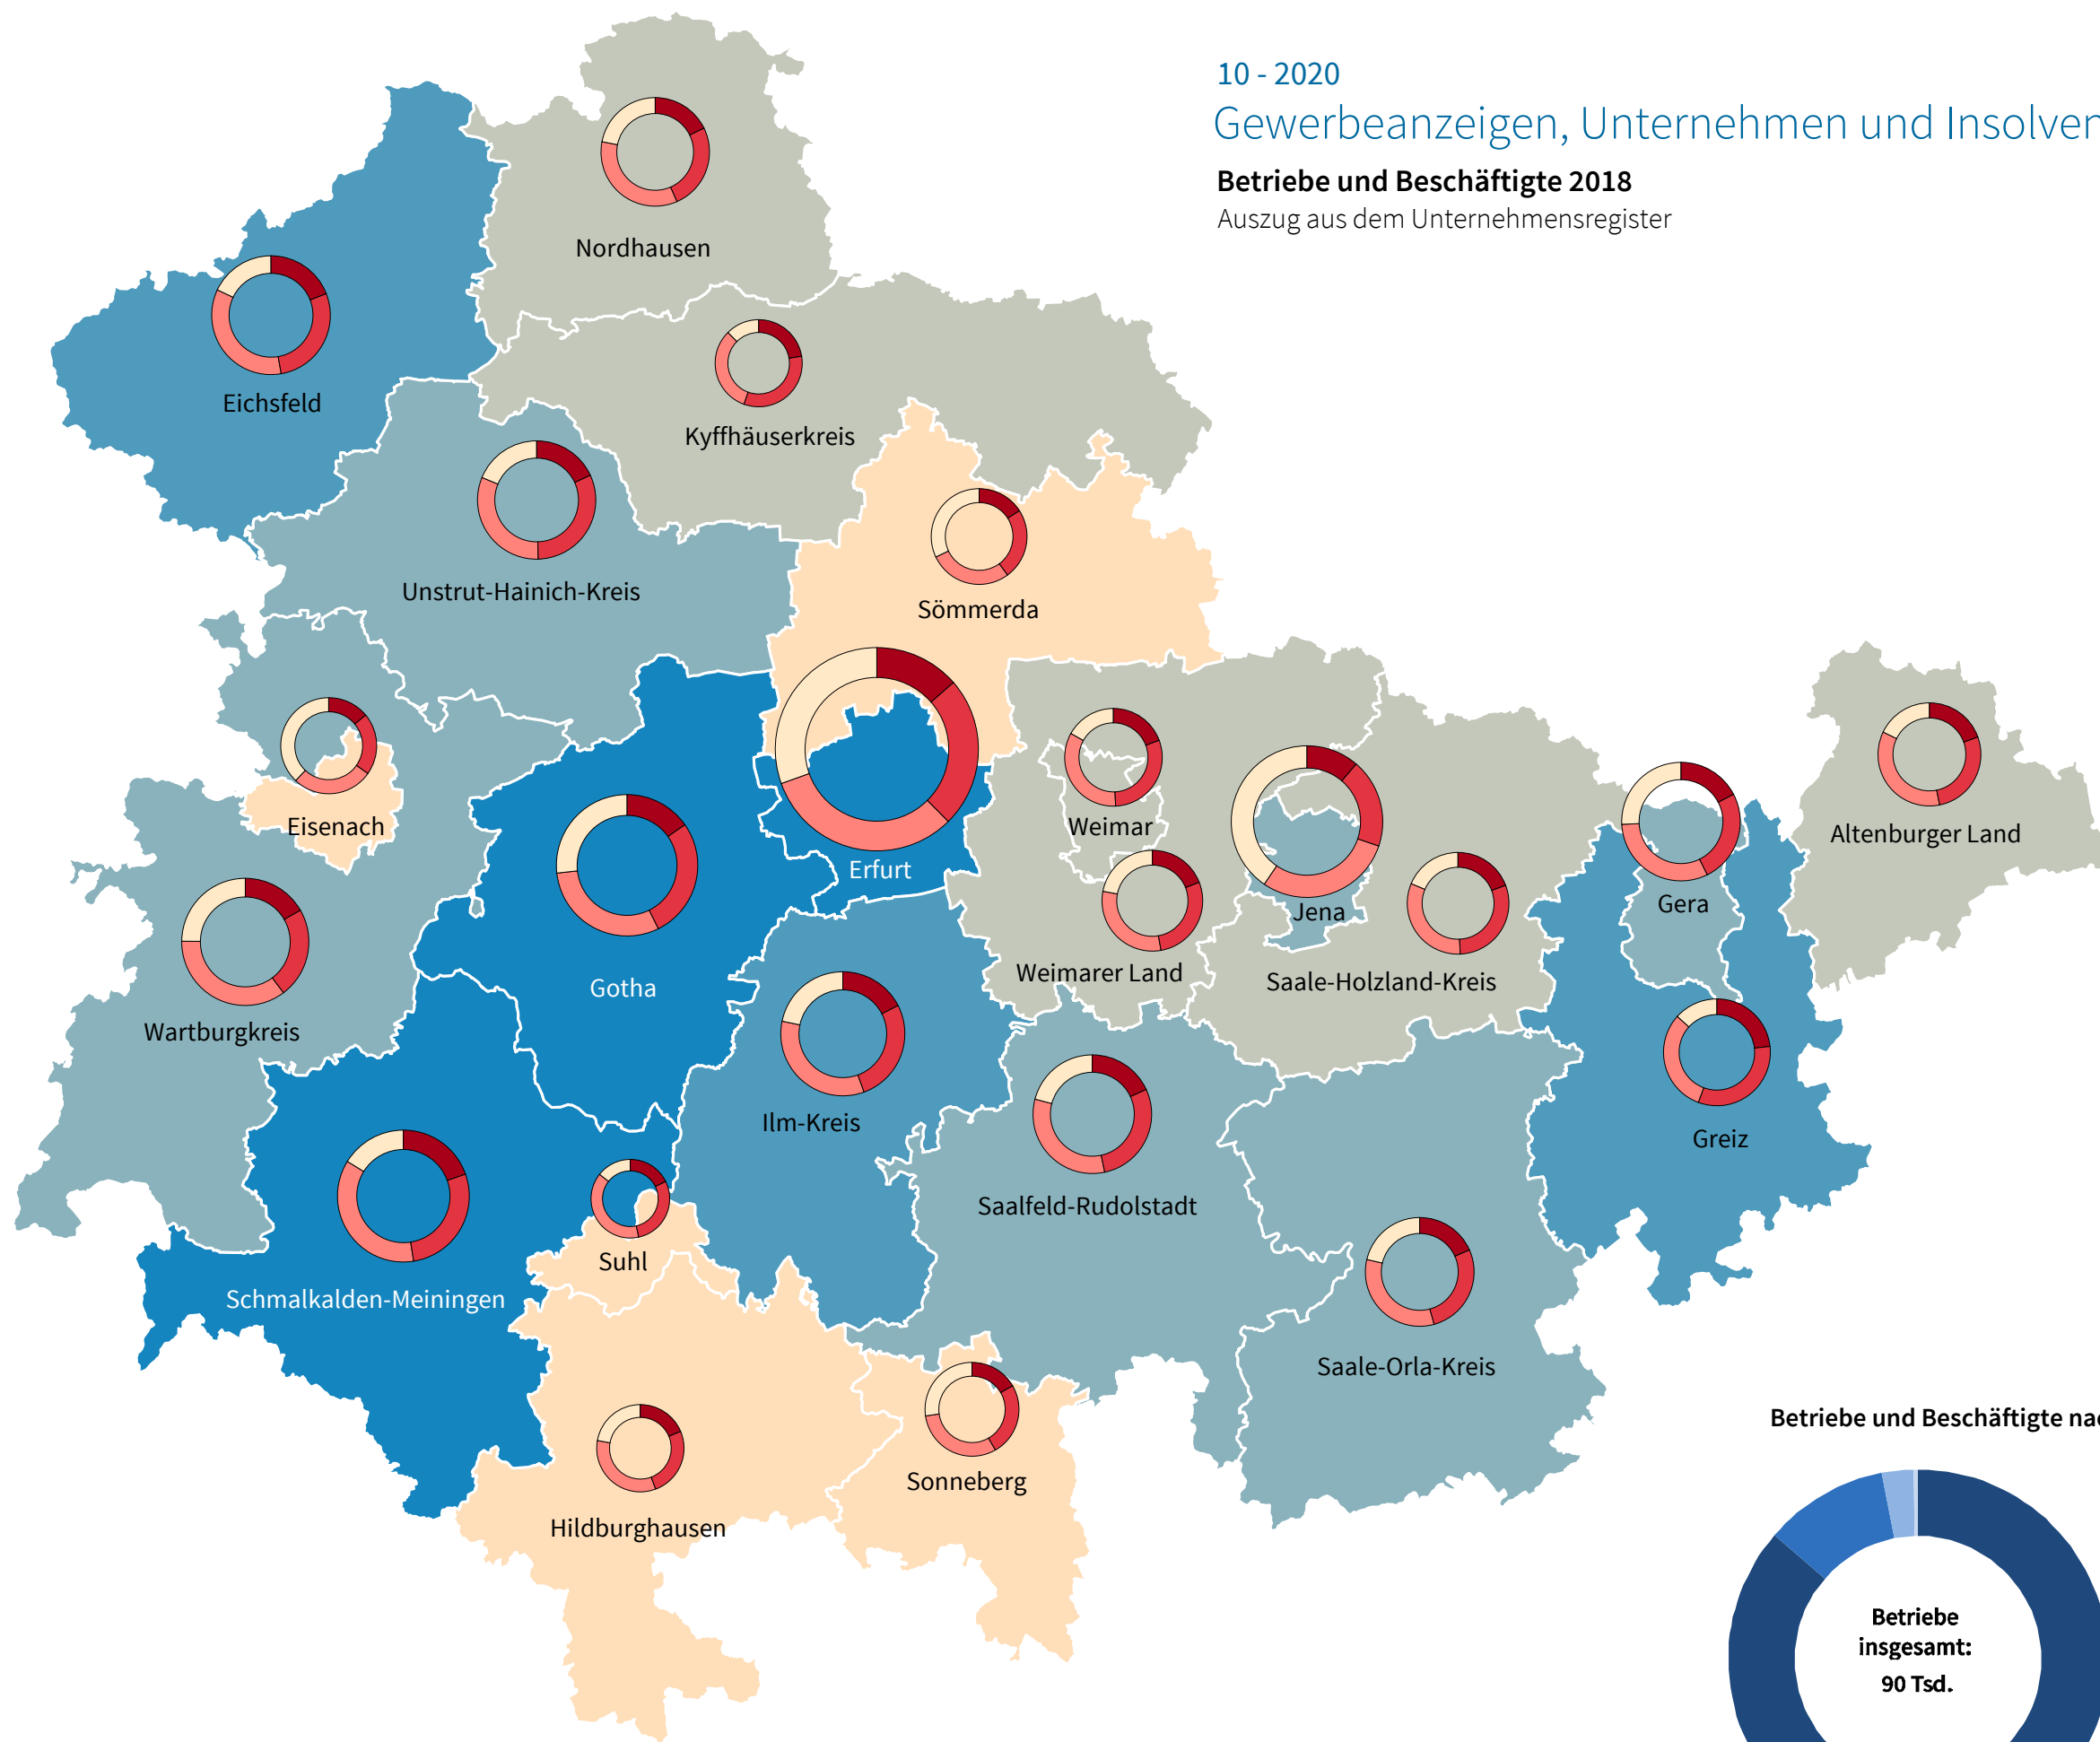 10 - 2020
Gewerbeanzeigen, Unternehmen und Insolven
Betriebe und Beschäftigte 2018
Auszug aus dem Unternehmensregister
Nordhausen
Eichsfeld
Kyffhäuserkreis
Unstrut-Hainich-Kreis
Sömmerda
Eisenach
Erfurt
Weimar
Altenburger Land
Jena
Gera
Gotha
Weimarer Land
Saale-Holzland-Kreis
Wartburgkreis
Ilm-Kreis
Greiz
Saalfeld-Rudolstadt
Suhl
Schmalkalden-Meiningen
Saale-Orla-Kreis
Sonneberg
Hildburghausen
Betriebe und Beschäftigte na
Betriebe
insgesamt:
90 Tsd.